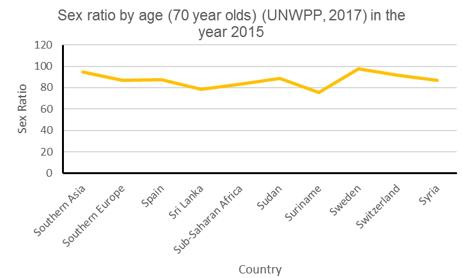 Sex ratio by age (70 year olds) (UNWPP, 2017) in the
year 2015
120
100
80
60
40
20
0
Sex Ratio
Southern Asia
Southern Europe
Spain
Sri Lanka
Sub-Saharan Africa
Sudan
Suriname
Sweden
Switzerland
Syria
Country